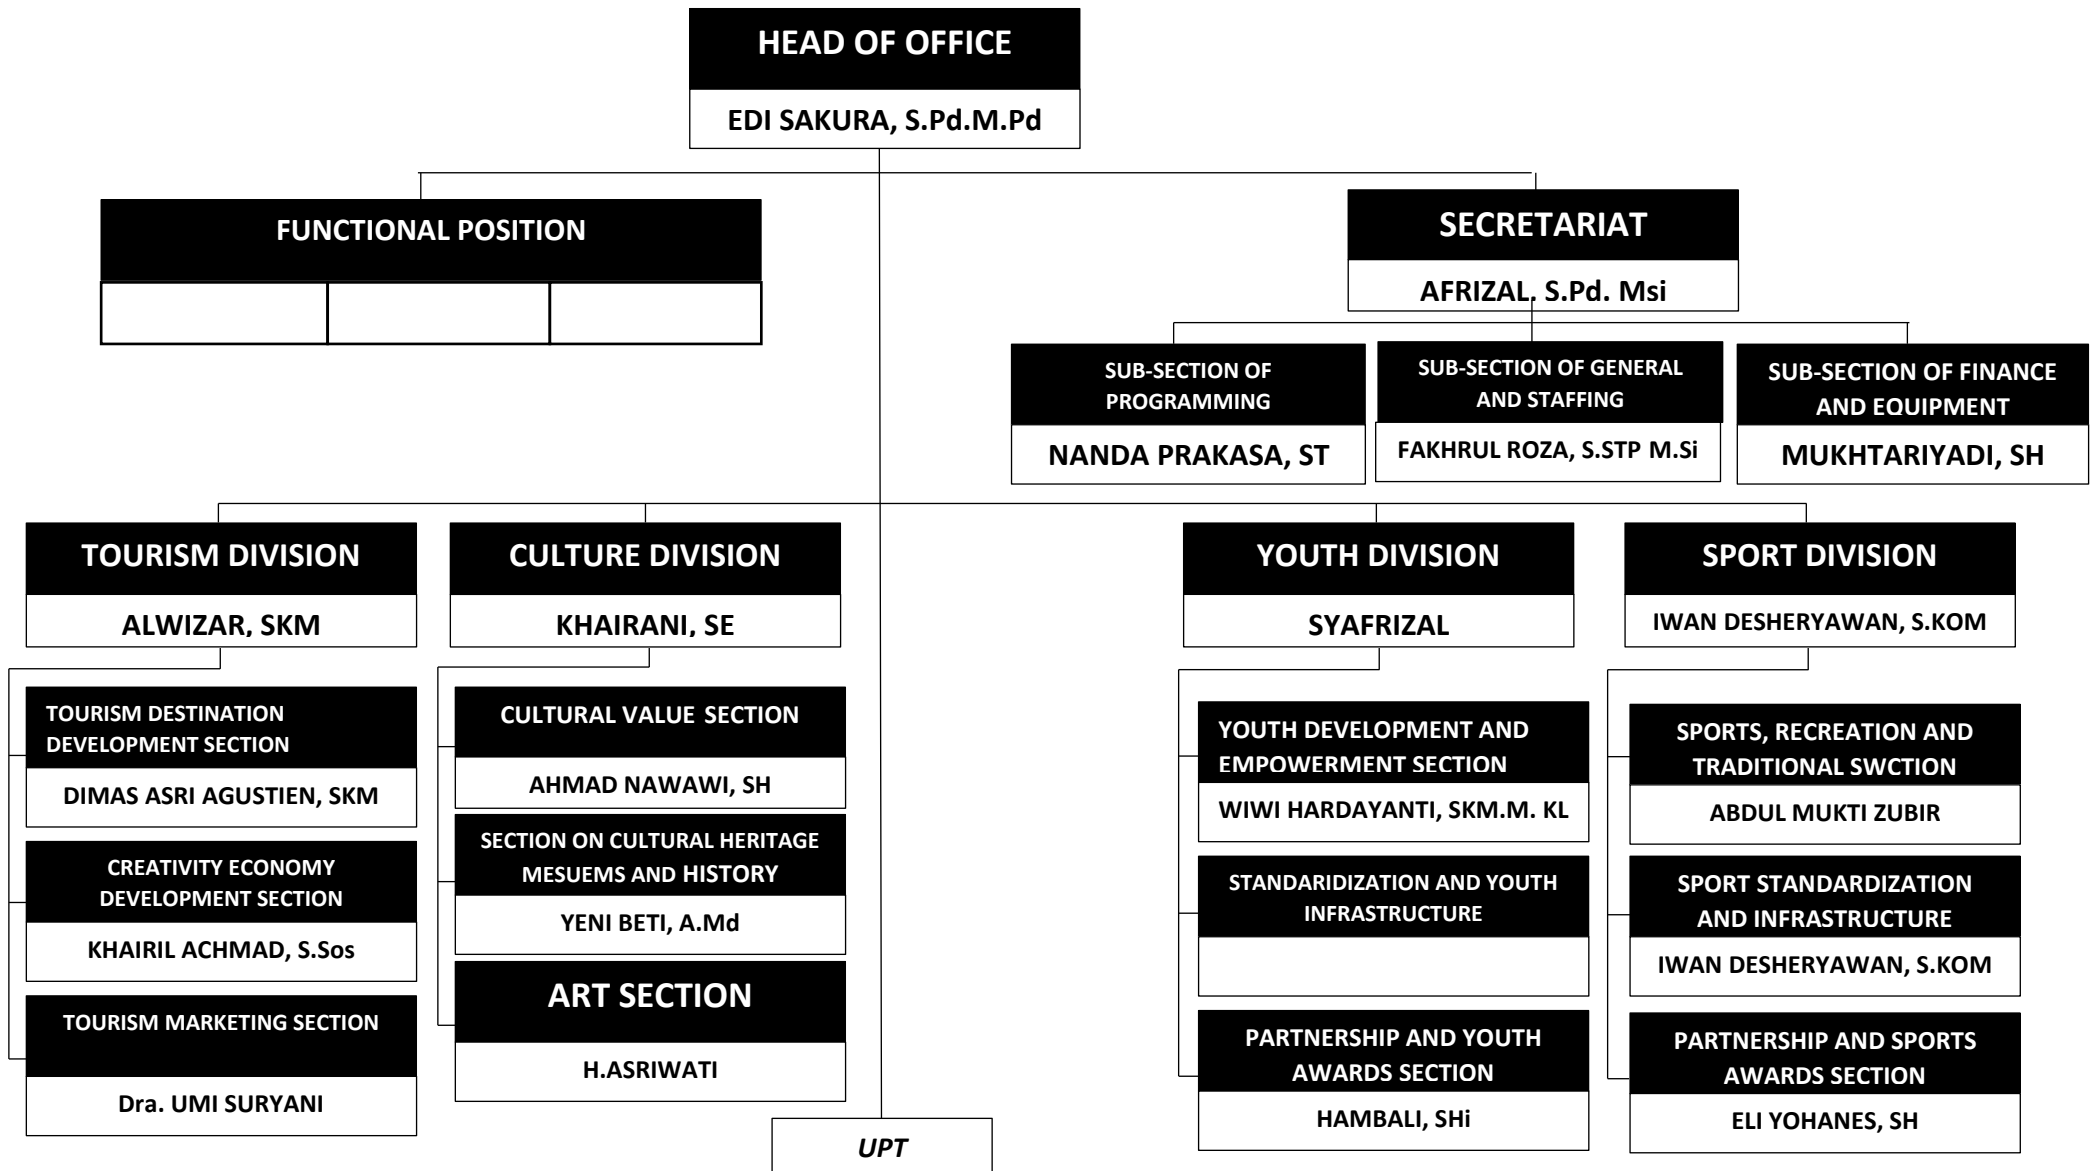 HEAD OF OFFICE
EDI SAKURA, S.Pd.M.Pd
FUNCTIONAL POSITION
SECRETARIAT
AFRIZAL. S.Pd. Msi
SUB-SECTION OF
PROGRAMMING
NANDA PRAKASA, ST
SUB-SECTION OF GENERAL
AND STAFFING
FAKHRUL ROZA, S.STP M.Si
SUB-SECTION OF FINANCE
AND EQUIPMENT
MUKHTARIYADI, SH
TOURISM DIVISION
ALWIZAR, SKM
TOURISM DESTINATION
DEVELOPMENT SECTION
DIMAS ASRI AGUSTIEN, SKM
CREATIVITY ECONOMY
DEVELOPMENT SECTION
KHAIRIL ACHMAD, S.Sos
TOURISM MARKETING SECTION
Dra. UMI SURYANI
CULTURE DIVISION
KHAIRANI, SE
CULTURAL VALUE SECTION
AHMAD NAWAWI, SH
SECTION ON CULTURAL HERITAGE
MESUEMS AND HISTORY
YENI BETI, A.Md
ART SECTION
H.ASRIWATI
UPT
YOUTH DIVISION
SYAFRIZAL
YOUTH DEVELOPMENT AND
EMPOWERMENT SECTION
WIWI HARDAYANTI, SKM.M. KL
STANDARIDIZATION AND YOUTH
INFRASTRUCTURE
PARTNERSHIP AND YOUTH
AWARDS SECTION
HAMBALI, SHi
SPORT DIVISION
IWAN DESHERYAWAN, S.KOM
SPORTS, RECREATION AND
TRADITIONAL SWCTION
ABDUL MUKTI ZUBIR
SPORT STANDARDIZATION
AND INFRASTRUCTURE
IWAN DESHERYAWAN, S.KOM
PARTNERSHIP AND SPORTS
AWARDS SECTION
ELI YOHANES, SH